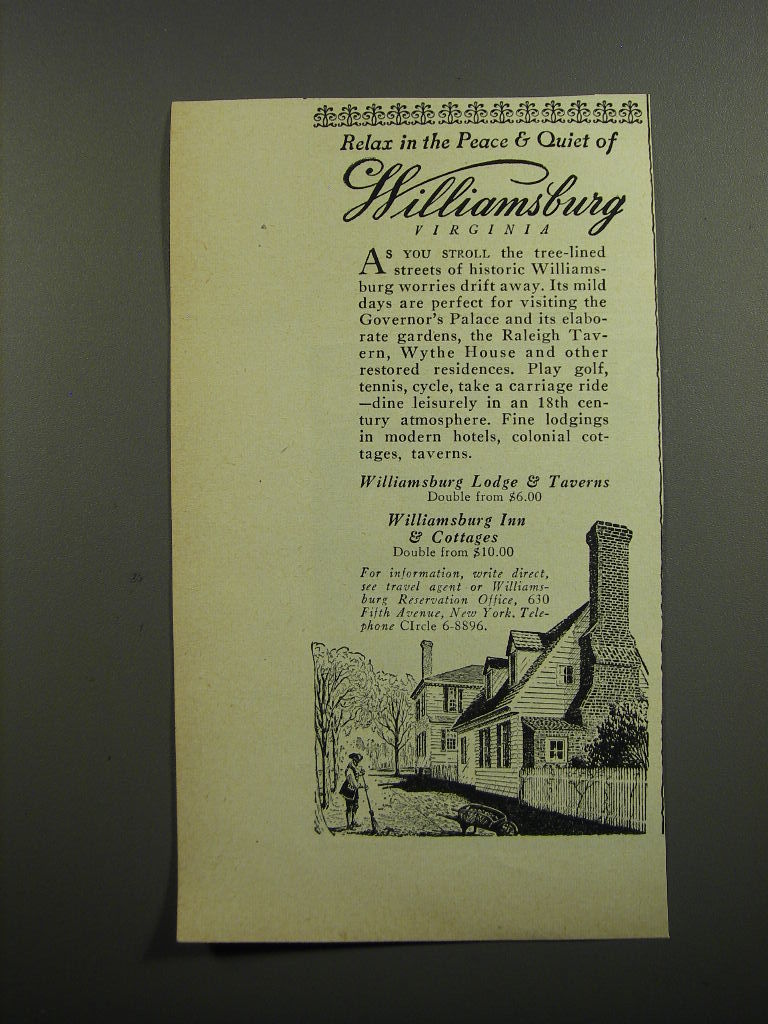 Relax in the Peace & Quiet of
Williamsburg
VIRGINIA
AS YOU STROLL the tree-lined
streets of historic Williams-
burg worries drift away. Its mild
days are perfect for visiting the
Governor's Palace and its elabo-
rate gardens, the Raleigh Tav-
ern, Wythe House and other
restored residences. Play golf,
tennis, cycle, take a carriage ride
—dine leisurely in an 18th cen-
tury atmosphere. Fine lodgings
in modern hotels, colonial cot-
tages, taverns.
Williamsburg Lodge & Taverns
Double from $6.00
Williamsburg Inn
& Cottages
Double from $10.00
For information, write direct,
see travel agent or Williams-
burg Reservation Office, 630
Fifth Avenue, New York. Tele-
phone CIrcle 6-8896.